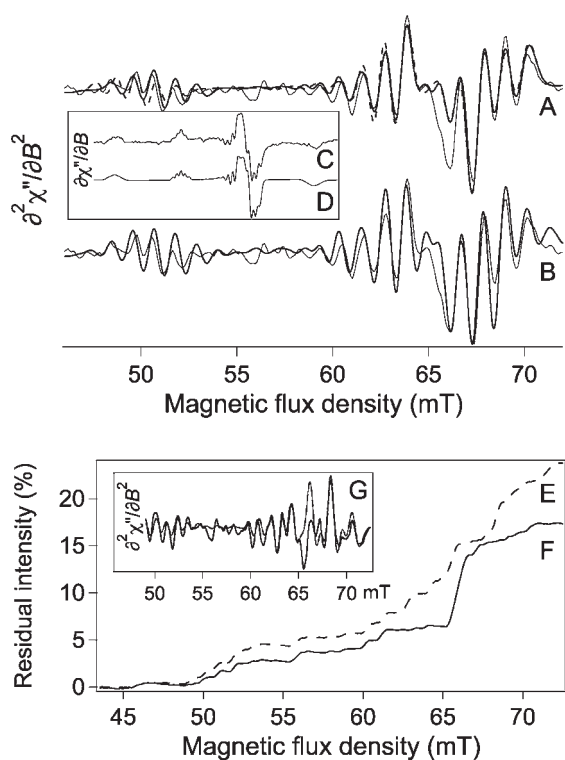 A
∂²χ"/∂B²
∂χ"/∂B
C
D
B
50 55 60 65 70
Magnetic flux density (mT)
Residual intensity (%)
20
15
10
5
0
∂²χ"/∂B²
G
50 55 60 65 70 mT
E
F
45 50 55 60 65 70
Magnetic flux density (mT)